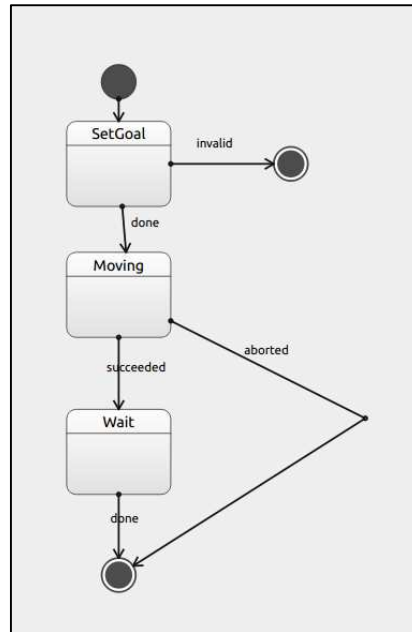 SetGoal
invalid
done
Moving
aborted
succeeded
Wait
done